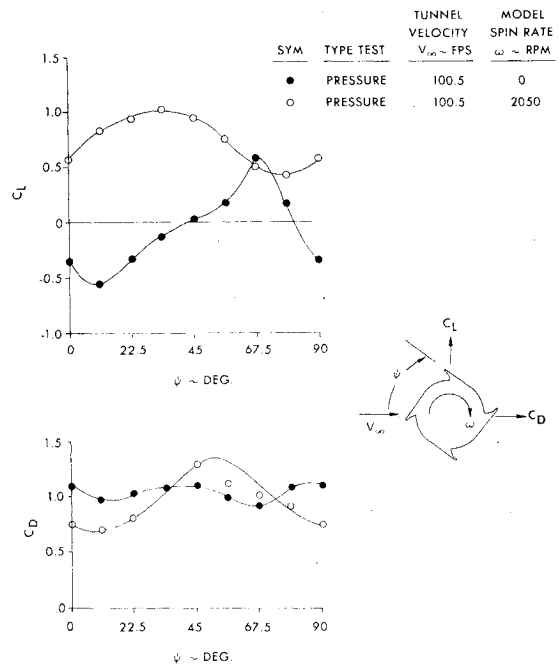 TUNNEL MODEL
VELOCITY SPIN RATE
SYM TYPE TEST V∞ ~ FPS ω ~ RPM
● PRESSURE 100.5 0
○ PRESSURE 100.5 2050
1.5
1.0
0.5
0
-0.5
-1.0
C_L
0 22.5 45 67.5 90
ψ ~ DEG.
C_L
ψ
V∞
ω
C_D
1.5
1.0
0.5
.0
C_D
0 22.5 45 67.5 90
ψ ~ DEG.